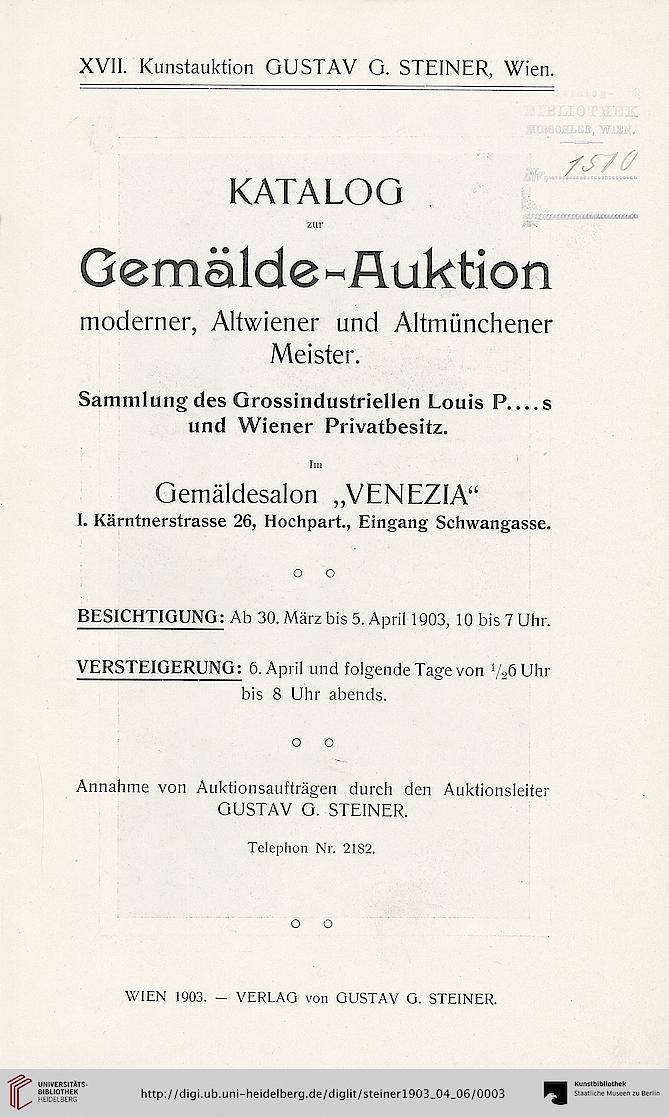 XVII. Kunstauktion GUSTAV G. STEINER, Wien.
BIBLIOTHEK
HIRSCHLER, WIEN.
Nr. 1510
KATALOG
zur
Gemälde-Auktion
moderner, Altwiener und Altmünchener
Meister.
Sammlung des Grossindustriellen Louis P....s
und Wiener Privatbesitz.
Im
Gemäldesalon „VENEZIA“
I. Kärntnerstrasse 26, Hochpart., Eingang Schwangasse.
BESICHTIGUNG: Ab 30. März bis 5. April 1903, 10 bis 7 Uhr.
VERSTEIGERUNG: 6. April und folgende Tage von ½6 Uhr
bis 8 Uhr abends.
Annahme von Auktionsaufträgen durch den Auktionsleiter
GUSTAV G. STEINER.
Telephon Nr. 2182.
WIEN 1903. — VERLAG von GUSTAV G. STEINER.
UNIVERSITÄTS-
BIBLIOTHEK
HEIDELBERG
http://digi.ub.uni-heidelberg.de/diglit/steiner1903_04_06/0003
Kunstbibliothek
Staatliche Museen zu Berlin